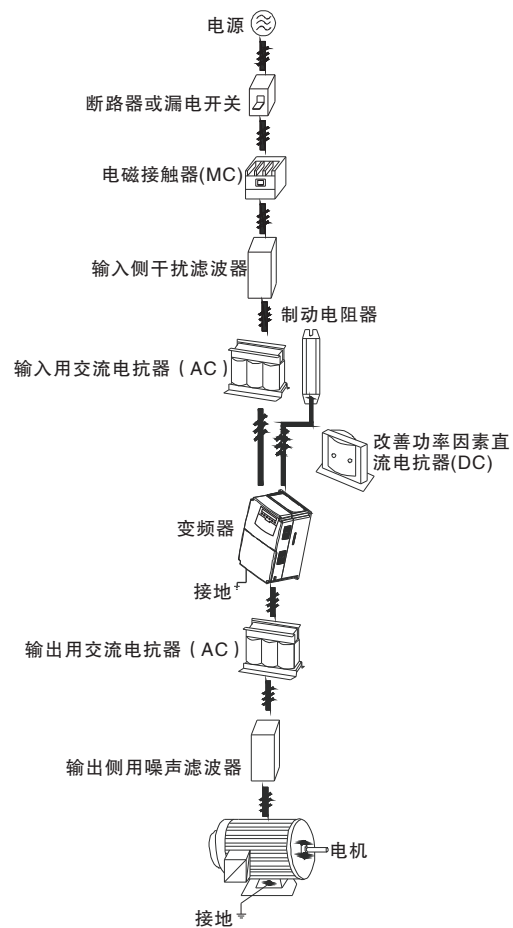 电源
断路器或漏电开关
电磁接触器(MC)
输入侧干扰滤波器
制动电阻器
输入用交流电抗器（AC）
改善功率因素直
流电抗器(DC)
变频器
接地
输出用交流电抗器（AC）
输出侧用噪声滤波器
电机
接地